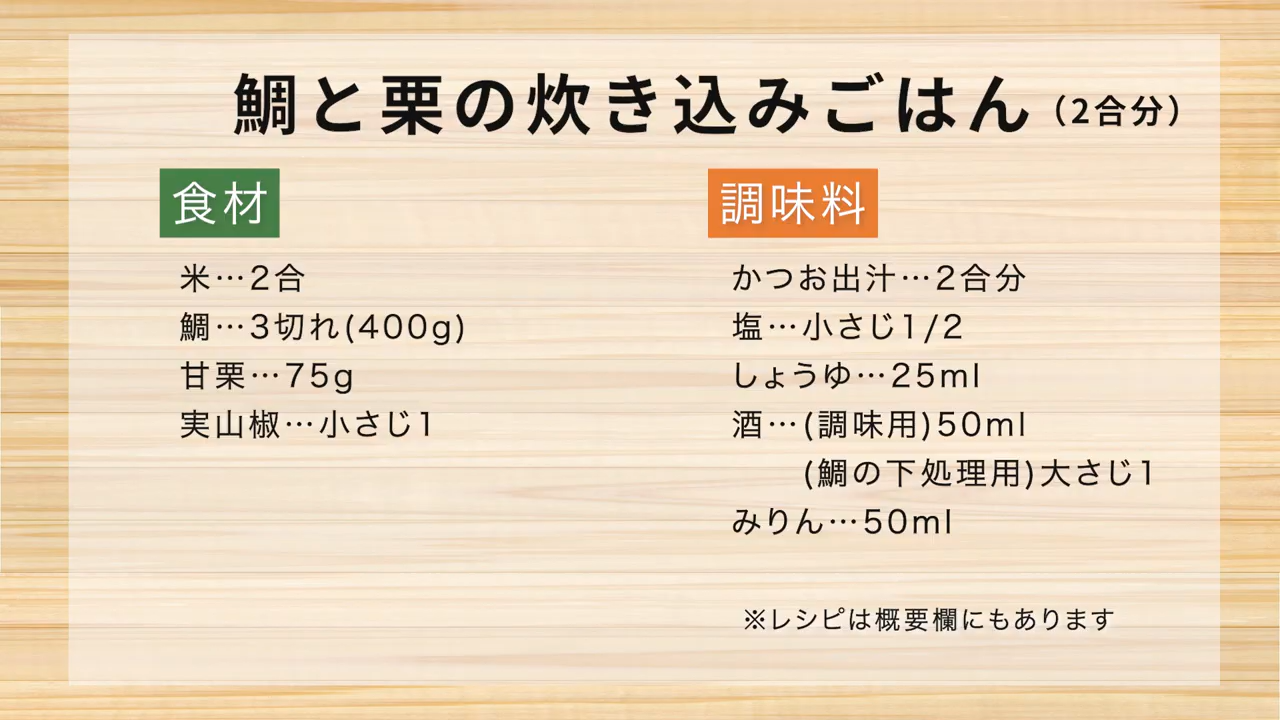 鯛と栗の炊き込みごはん（2合分）
食材
米…2合
鯛…3切れ(400g)
甘栗…75g
実山椒…小さじ1
調味料
かつお出汁…2合分
塩…小さじ1/2
しょうゆ…25ml
酒…(調味用)50ml
(鯛の下処理用)大さじ1
みりん…50ml
※レシピは概要欄にもあります